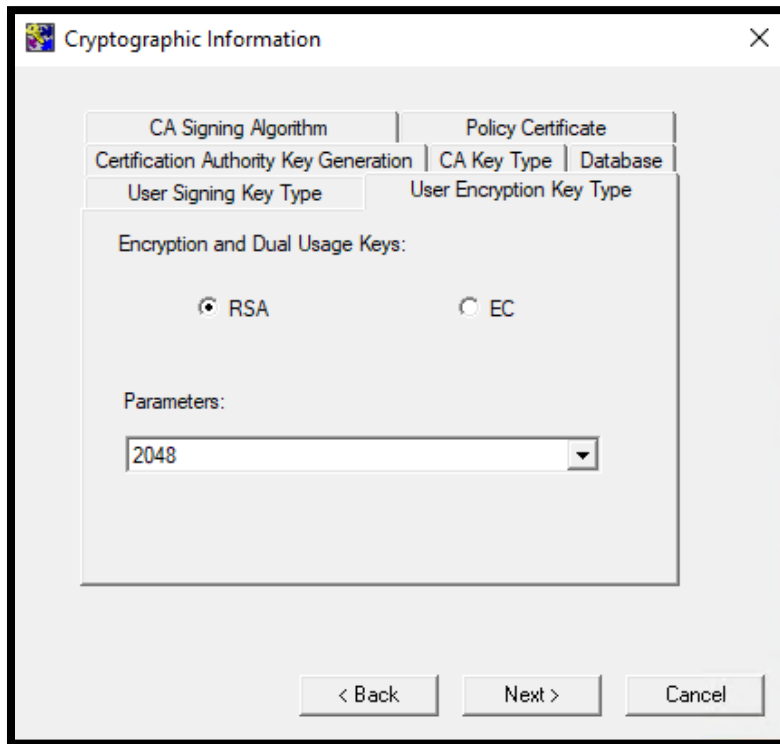 Cryptographic Information
CA Signing Algorithm Policy Certificate
Certification Authority Key Generation CA Key Type Database
User Signing Key Type User Encryption Key Type
Encryption and Dual Usage Keys:
RSA EC
Parameters:
2048
< Back Next > Cancel